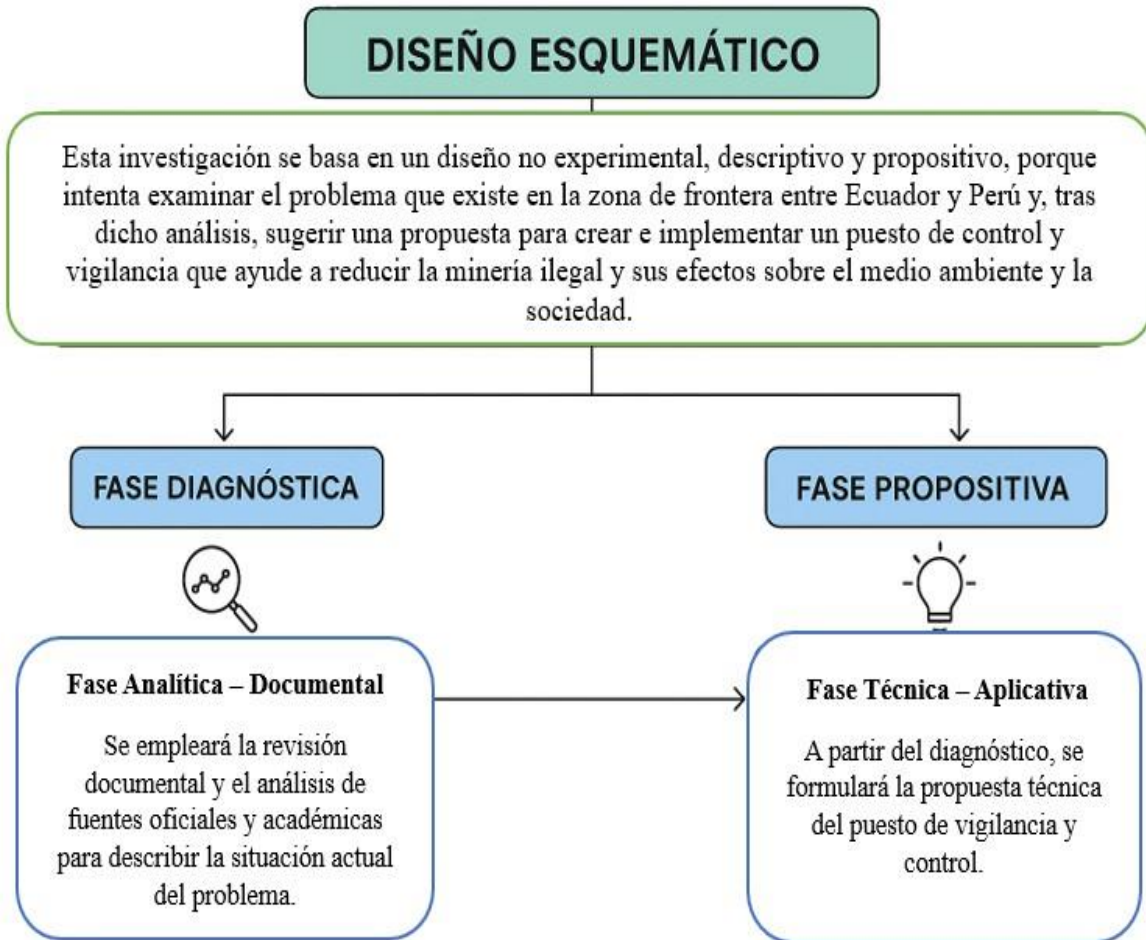 DISEÑO ESQUEMÁTICO
Esta investigación se basa en un diseño no experimental, descriptivo y propositivo, porque
intenta examinar el problema que existe en la zona de frontera entre Ecuador y Perú y, tras
dicho análisis, sugerir una propuesta para crear e implementar un puesto de control y
vigilancia que ayude a reducir la minería ilegal y sus efectos sobre el medio ambiente y la
sociedad.
FASE DIAGNÓSTICA
Fase Analítica – Documental
Se empleará la revisión
documental y el análisis de
fuentes oficiales y académicas
para describir la situación actual
del problema.
FASE PROPOSITIVA
Fase Técnica – Aplicativa
A partir del diagnóstico, se
formulará la propuesta técnica
del puesto de vigilancia y
control.